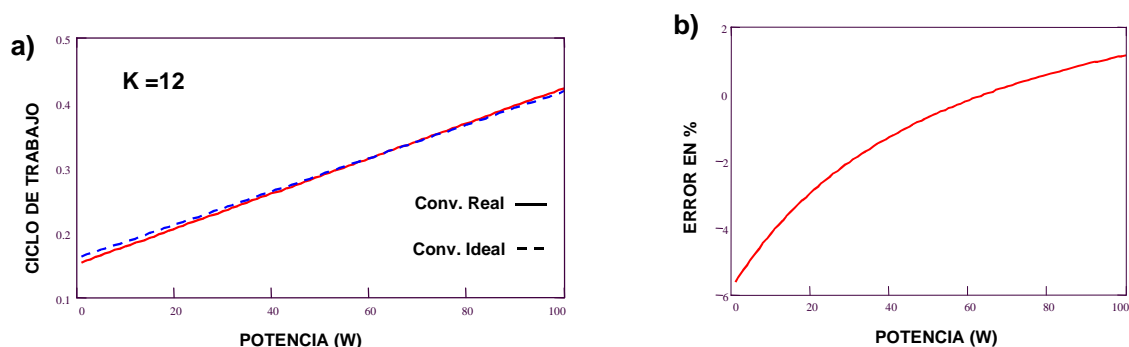 a)
K =12
CICLO DE TRABAJO
0.5
0.4
0.3
0.2
0.1
Conv. Real
Conv. Ideal
0 20 40 60 80 100
POTENCIA (W)
b)
ERROR EN %
2
0
−2
−4
−6
0 20 40 60 80 100
POTENCIA (W)